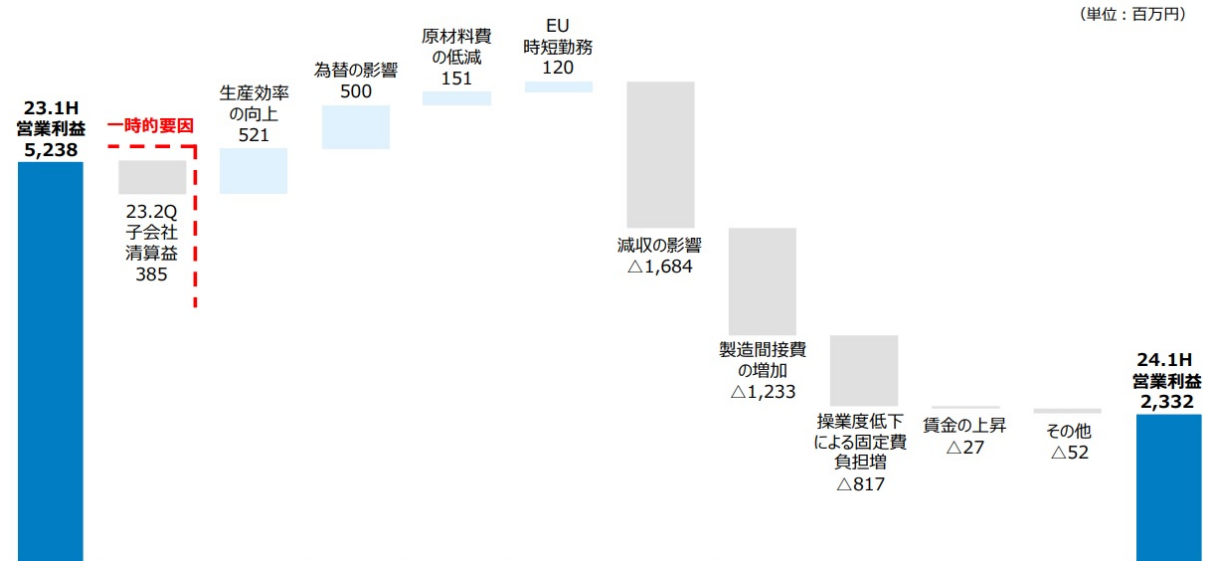 （単位：百万円）
23.1H
営業利益
5,238
一時的要因
23.2Q
子会社
清算益
385
生産効率
の向上
521
為替の影響
500
原材料費
の低減
151
EU
時短勤務
120
減収の影響
△1,684
製造間接費
の増加
△1,233
操業度低下
による固定費
負担増
△817
賃金の上昇
△27
その他
△52
24.1H
営業利益
2,332